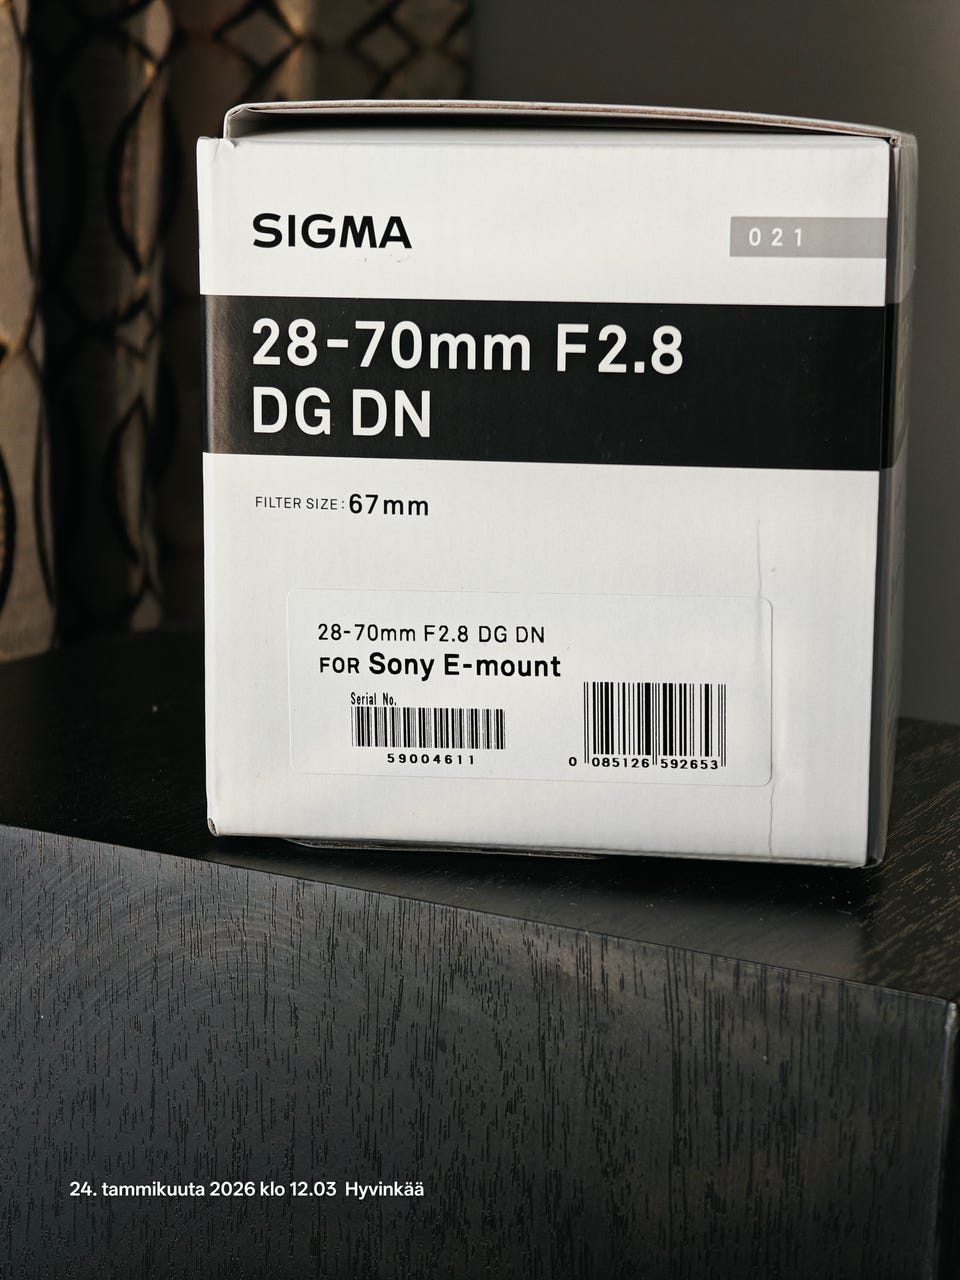 SIGMA
021
28-70mm F2.8
DG DN
FILTER SIZE: 67mm
28-70mm F2.8 DG DN
FOR Sony E-mount
Serial No.
59004611
0 085126 592653
24. tammikuuta 2026 klo 12.03 Hyvinkää